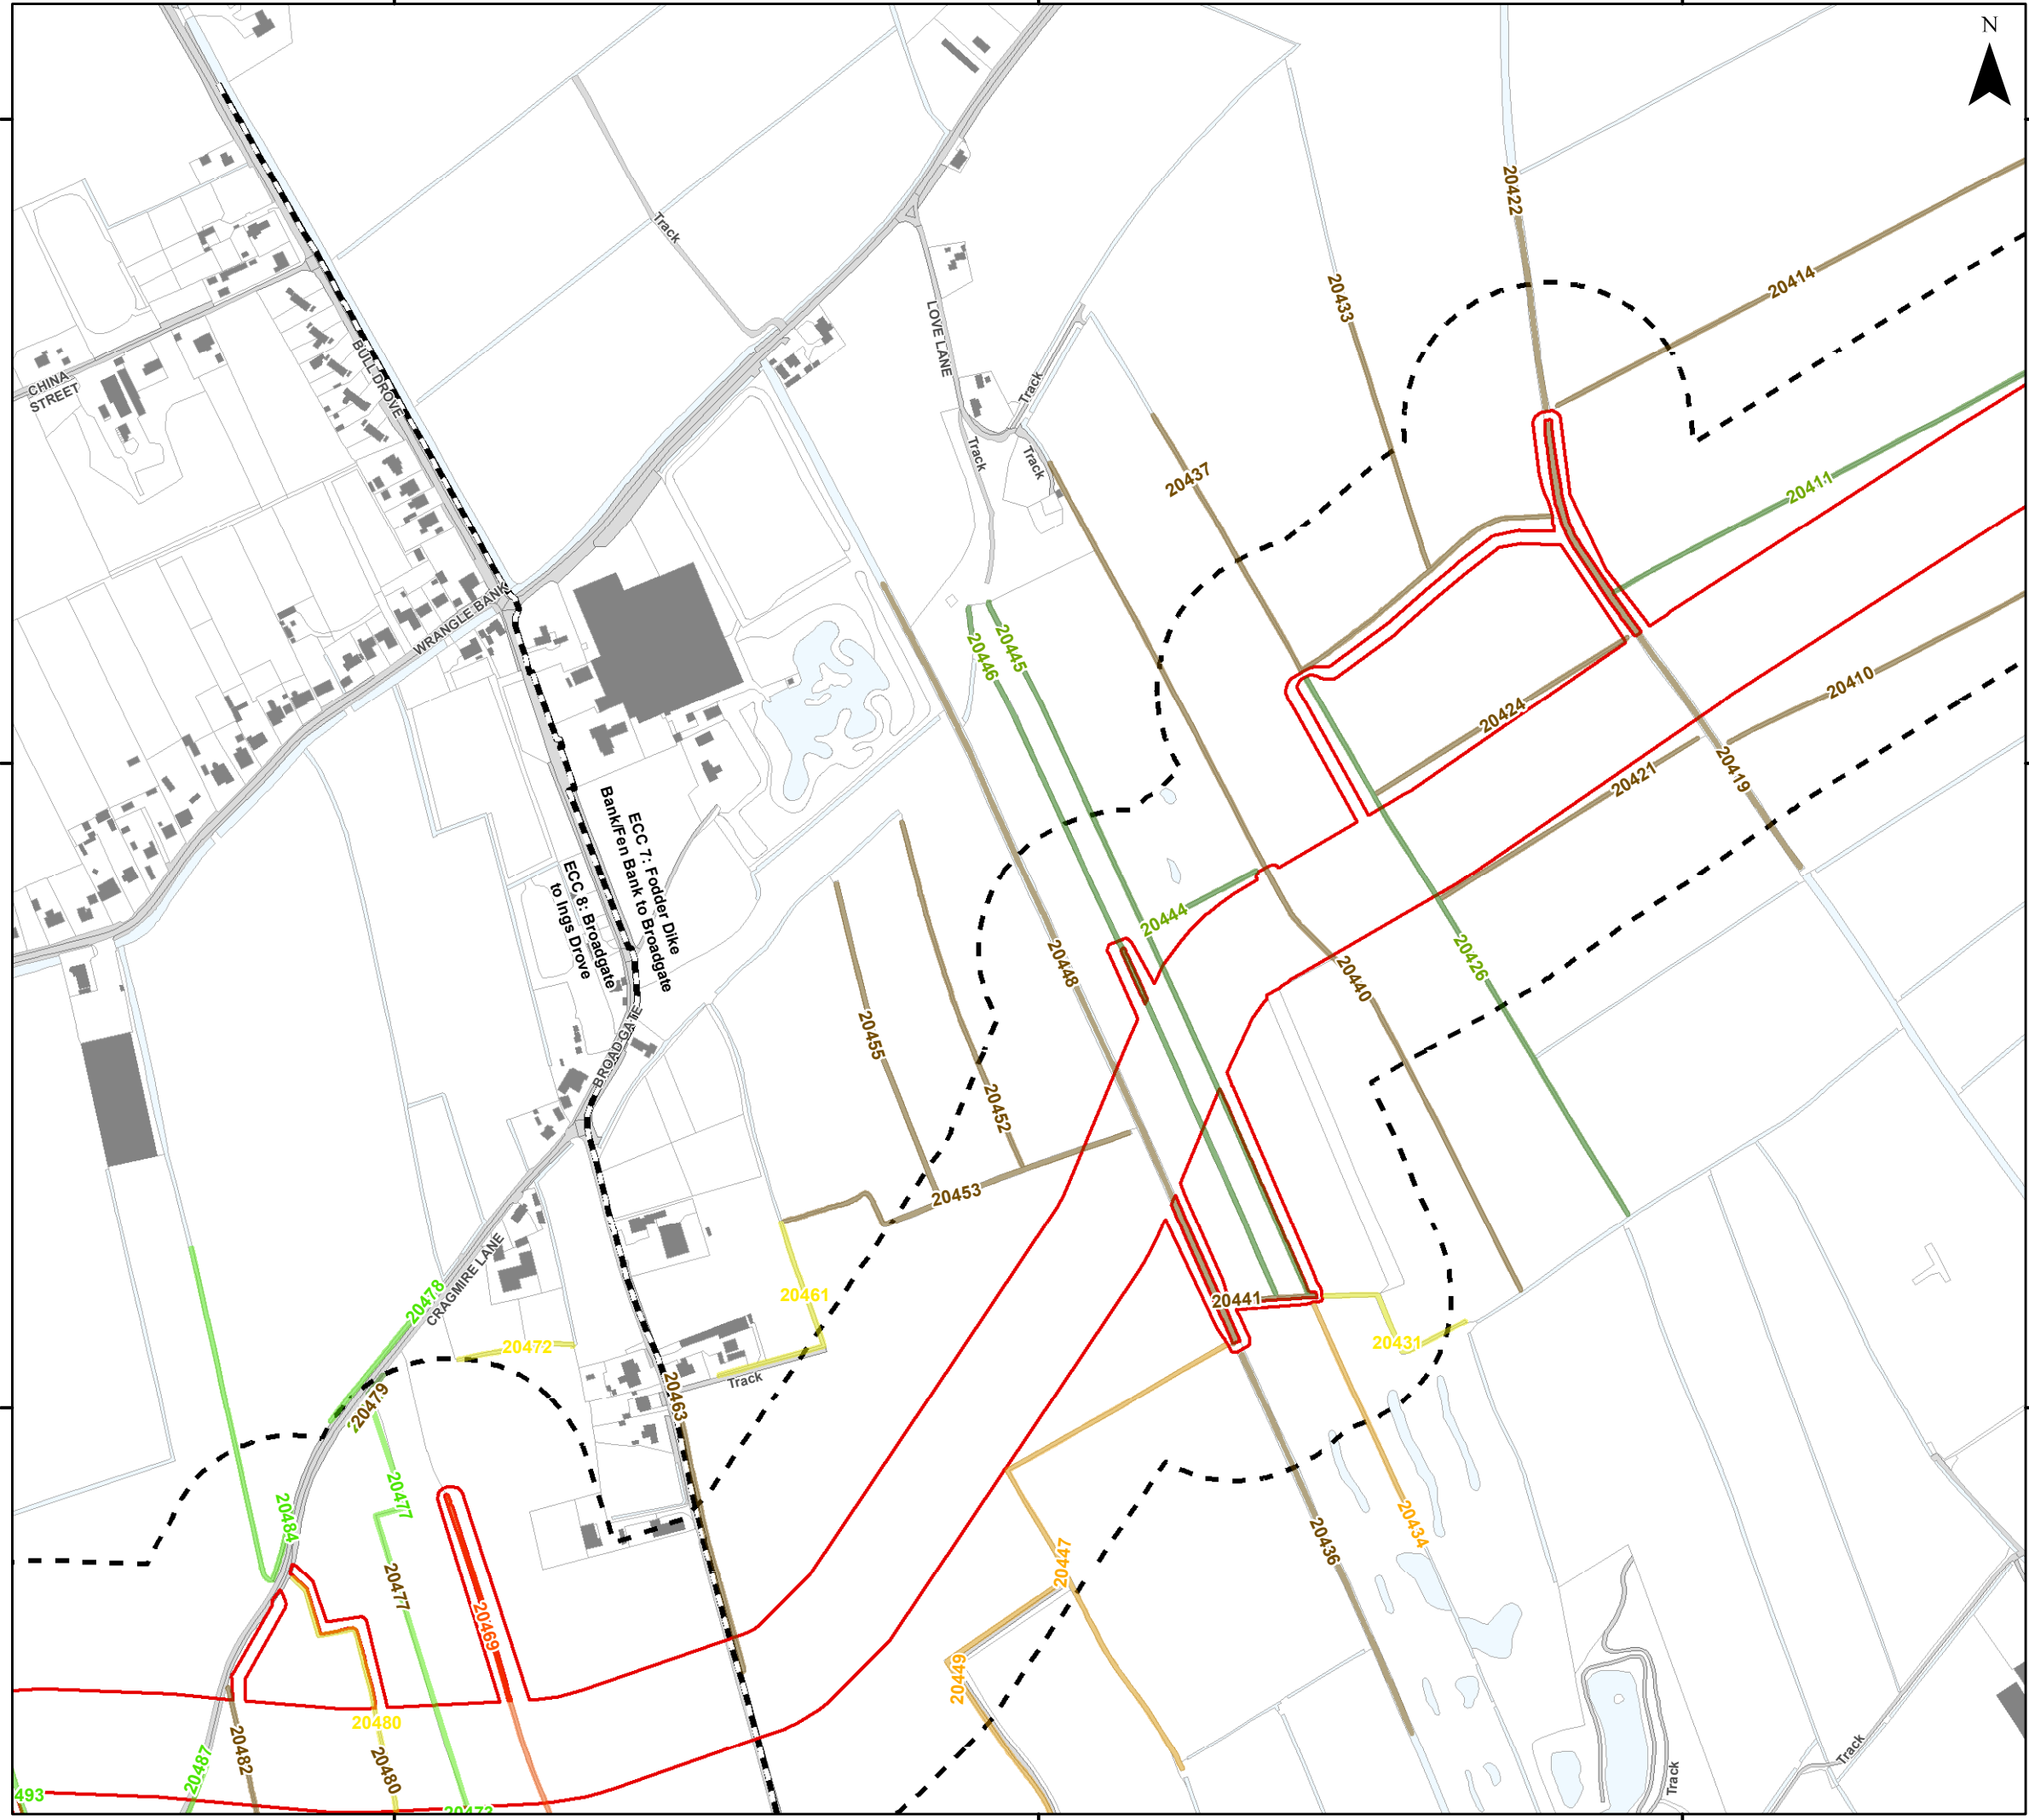 N
20422
20414
Track
20433
LOVE LANE
BULL DROVE
CHINA
STREET
Track
Track
Track
20437
20411
WRANGLE BANK
20446
20445
20410
20424
20421
20419
ECC 7: Fodder Dike
Bank/Fen Bank to Broadgate
ECC 8: Broadgate
to Ings Drove
20444
20448
20426
20440
20455
BROADGATE
20452
20453
CRAGMIRE LANE
20478
20461
20441
20431
20472
Track
20479
20463
20477
20484
20434
20436
20447
20477
20469
20449
20480
20482
20480
20487
Track
Track
493
20473